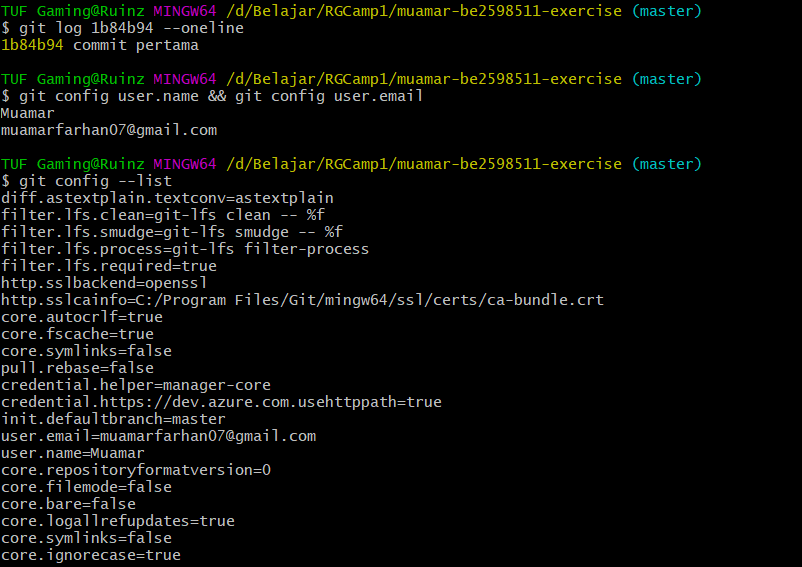 TUF Gaming@Ruinz MINGW64 /d/Belajar/RGCamp1/muamar-be2598511-exercise (master)
$ git log 1b84b94 --oneline
1b84b94 commit pertama
TUF Gaming@Ruinz MINGW64 /d/Belajar/RGCamp1/muamar-be2598511-exercise (master)
$ git config user.name && git config user.email
Muamar
muamarfarhan07@gmail.com
TUF Gaming@Ruinz MINGW64 /d/Belajar/RGCamp1/muamar-be2598511-exercise (master)
$ git config --list
diff.astextplain.textconv=astextplain
filter.lfs.clean=git-lfs clean -- %f
filter.lfs.smudge=git-lfs smudge -- %f
filter.lfs.process=git-lfs filter-process
filter.lfs.required=true
http.sslbackend=openssl
http.sslcainfo=C:/Program Files/Git/mingw64/ssl/certs/ca-bundle.crt
core.autocrlf=true
core.fscache=true
core.symlinks=false
pull.rebase=false
credential.helper=manager-core
credential.https://dev.azure.com.usehttppath=true
init.defaultbranch=master
user.email=muamarfarhan07@gmail.com
user.name=Muamar
core.repositoryformatversion=0
core.filemode=false
core.bare=false
core.logallrefupdates=true
core.symlinks=false
core.ignorecase=true